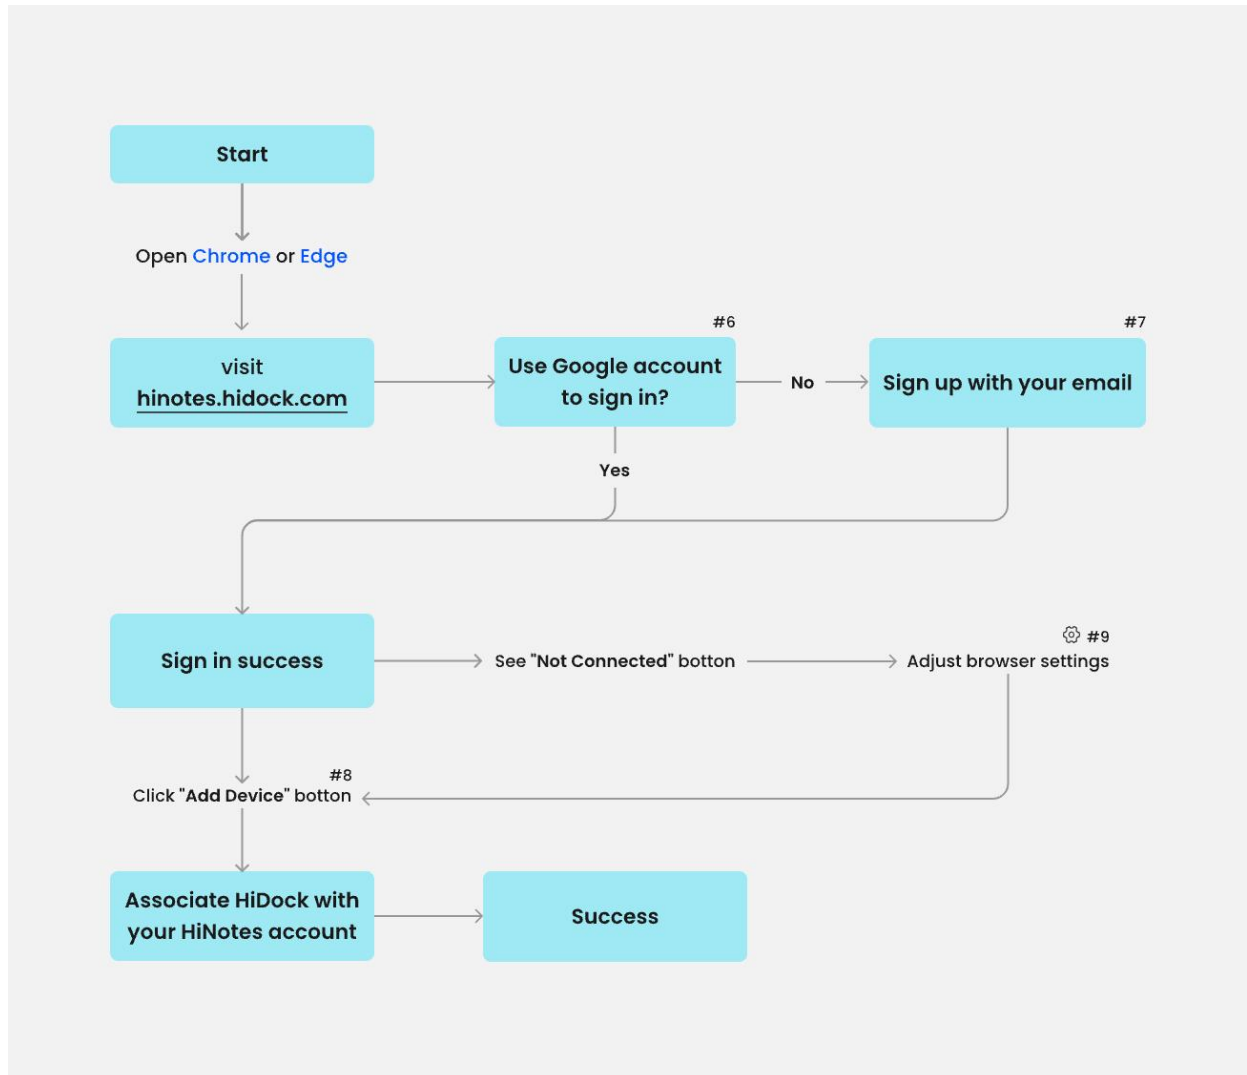 Start
Open Chrome or Edge
#6
#7
visit
hinotes.hidock.com
Use Google account
to sign in?
No
Sign up with your email
Yes
#9
Sign in success
See "Not Connected" botton
Adjust browser settings
#8
Click "Add Device" botton
Associate HiDock with
your HiNotes account
Success